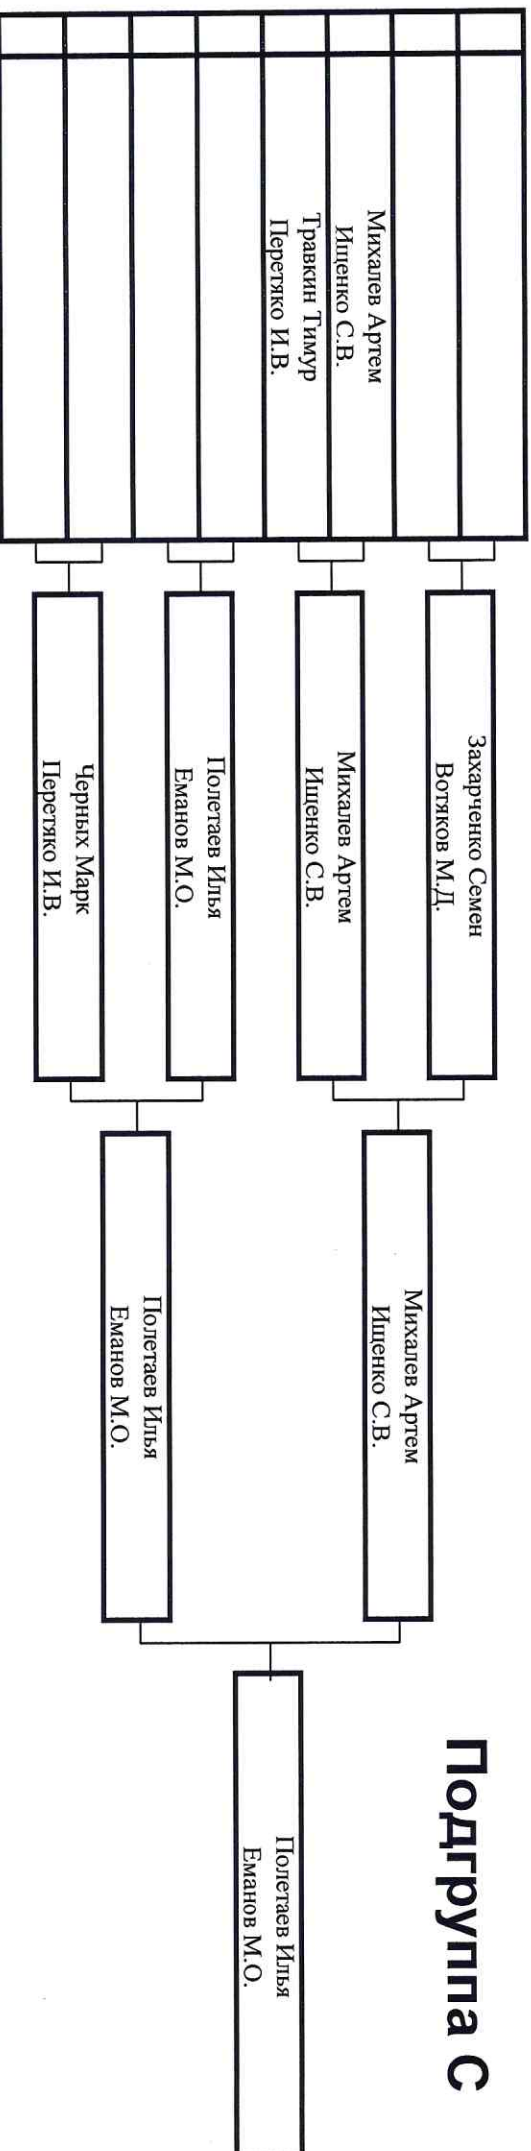 Подгруппа С
Михалев Артем
Ищенко С.В.
Травкин Тимур
Перетяко И.В.
Захарченко Семен
Вотяков М.Д.
Михалев Артем
Ищенко С.В.
Полетаев Илья
Еманов М.О.
Черных Марк
Перетяко И.В.
Михалев Артем
Ищенко С.В.
Полетаев Илья
Еманов М.О.
Полетаев Илья
Еманов М.О.